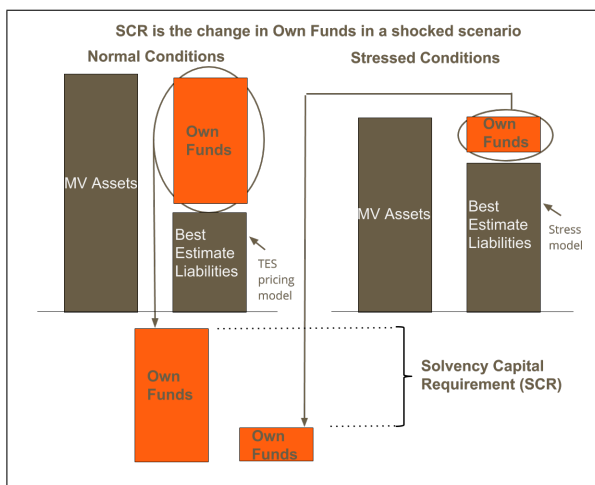 SCR is the change in Own Funds in a shocked scenario
Normal Conditions
Stressed Conditions
Own
Funds
MV Assets
Best
Estimate
Liabilities
TES
pricing
model
Own
Funds
MV Assets
Best
Estimate
Liabilities
Stress
model
Own
Funds
Own
Funds
Solvency Capital
Requirement (SCR)